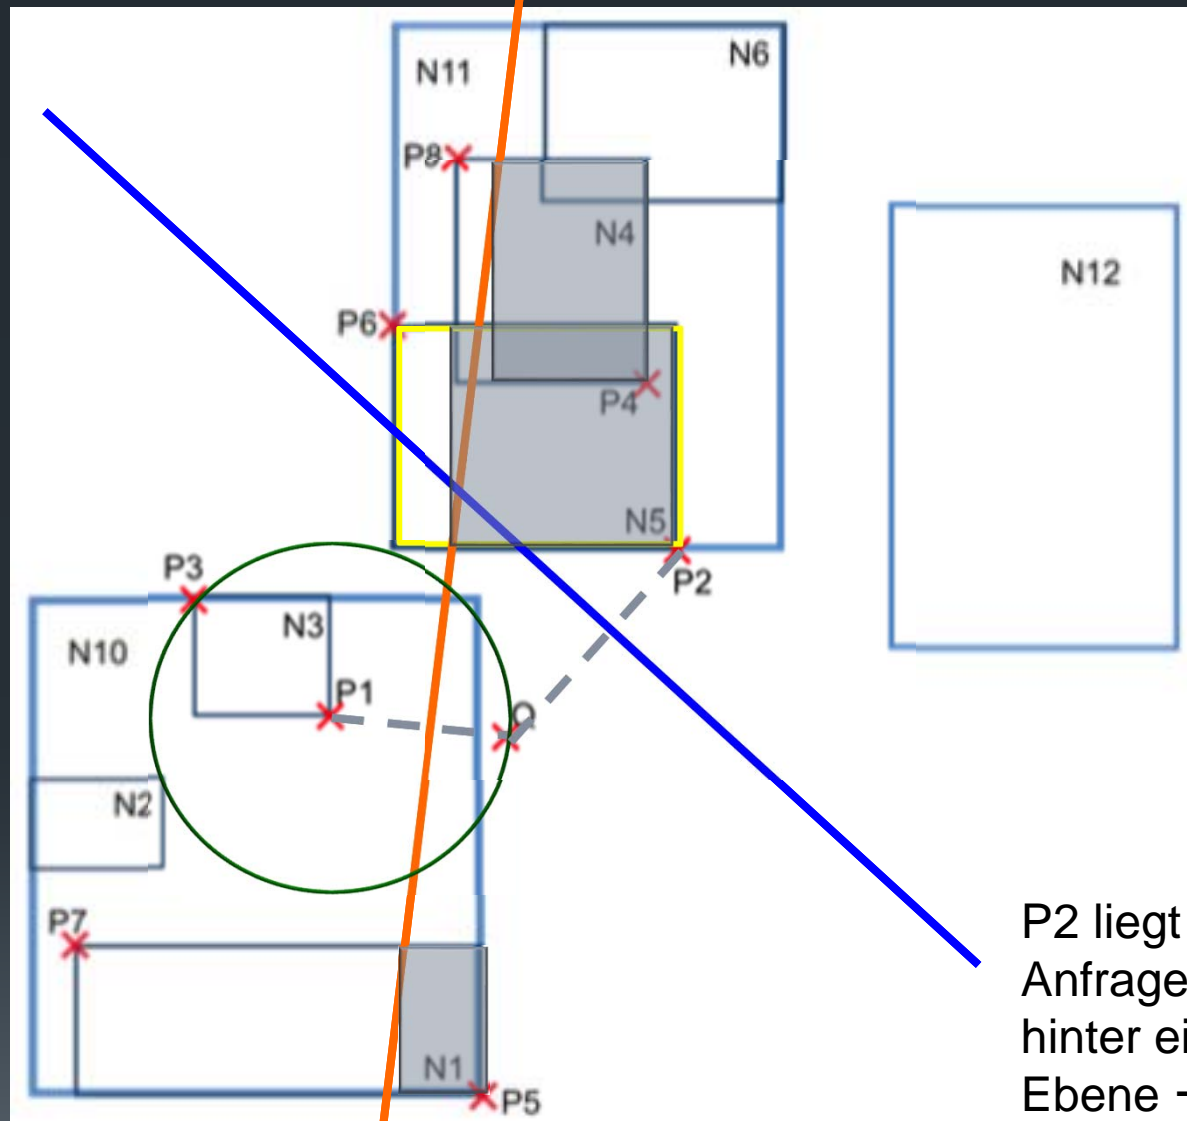 N6
N11
P8
N4
N12
P6
P4
N5
P2
P3
N3
N10
P1
Q
N2
P7
P2 liegt
Anfrage
hinter ei
Ebene -
N1
P5